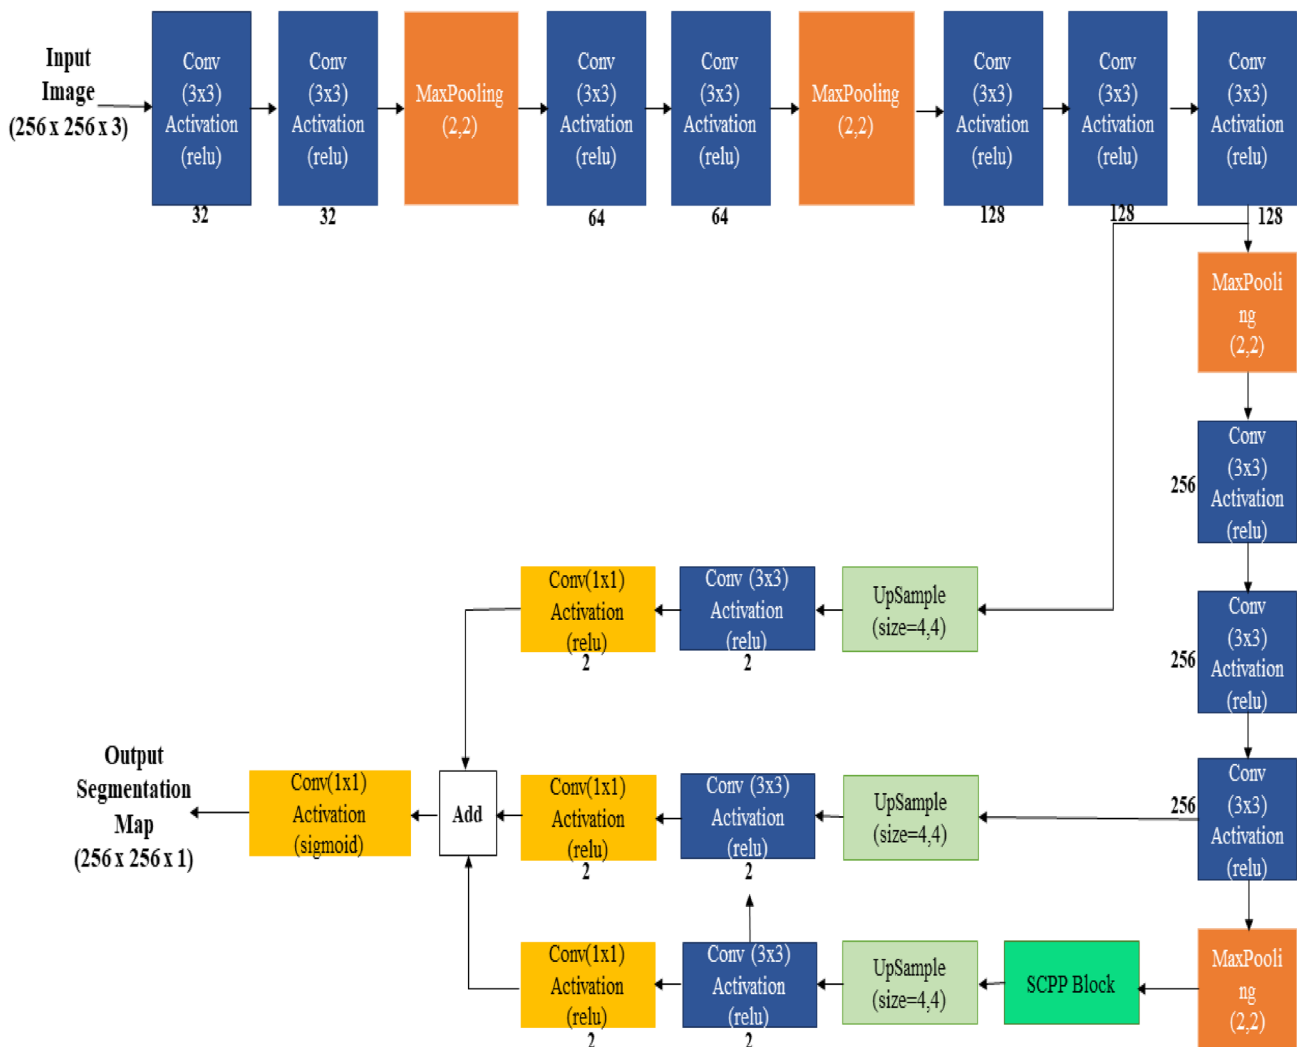 Input
Image
(256 x 256 x 3)
Conv
(3x3)
Activation
(relu)
32
Conv
(3x3)
Activation
(relu)
32
MaxPooling
(2,2)
Conv
(3x3)
Activation
(relu)
64
Conv
(3x3)
Activation
(relu)
64
MaxPooling
(2,2)
Conv
(3x3)
Activation
(relu)
128
Conv
(3x3)
Activation
(relu)
128
Conv
(3x3)
Activation
(relu)
128
MaxPooli
ng
(2,2)
Conv
(3x3)
Activation
(relu)
256
Conv
(3x3)
Activation
(relu)
256
Conv(1x1)
Activation
(relu)
2
Conv (3x3)
Activation
(relu)
2
UpSample
(size=4,4)
Output
Segmentation
Map
(256 x 256 x 1)
Conv(1x1)
Activation
(sigmoid)
Add
Conv(1x1)
Activation
(relu)
2
Conv (3x3)
Activation
(relu)
2
UpSample
(size=4,4)
256
Conv
(3x3)
Activation
(relu)
Conv(1x1)
Activation
(relu)
2
Conv (3x3)
Activation
(relu)
2
UpSample
(size=4,4)
SCPP Block
MaxPooli
ng
(2,2)